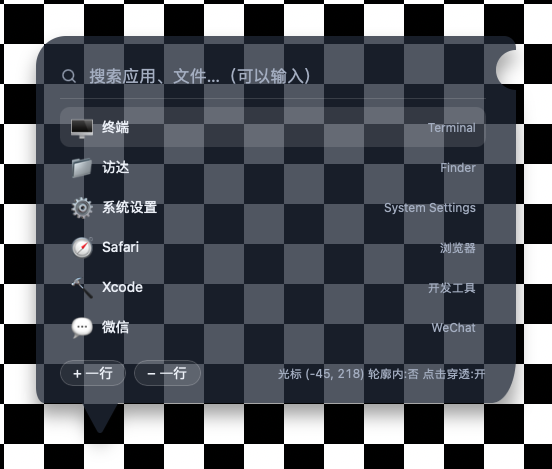 搜索应用、文件...（可以输入）
终端 Terminal
访达 Finder
系统设置 System Settings
Safari 浏览器
Xcode 开发工具
微信 WeChat
+ 一行 − 一行 光标 (-45, 218) 轮廓内:否 点击穿透:开